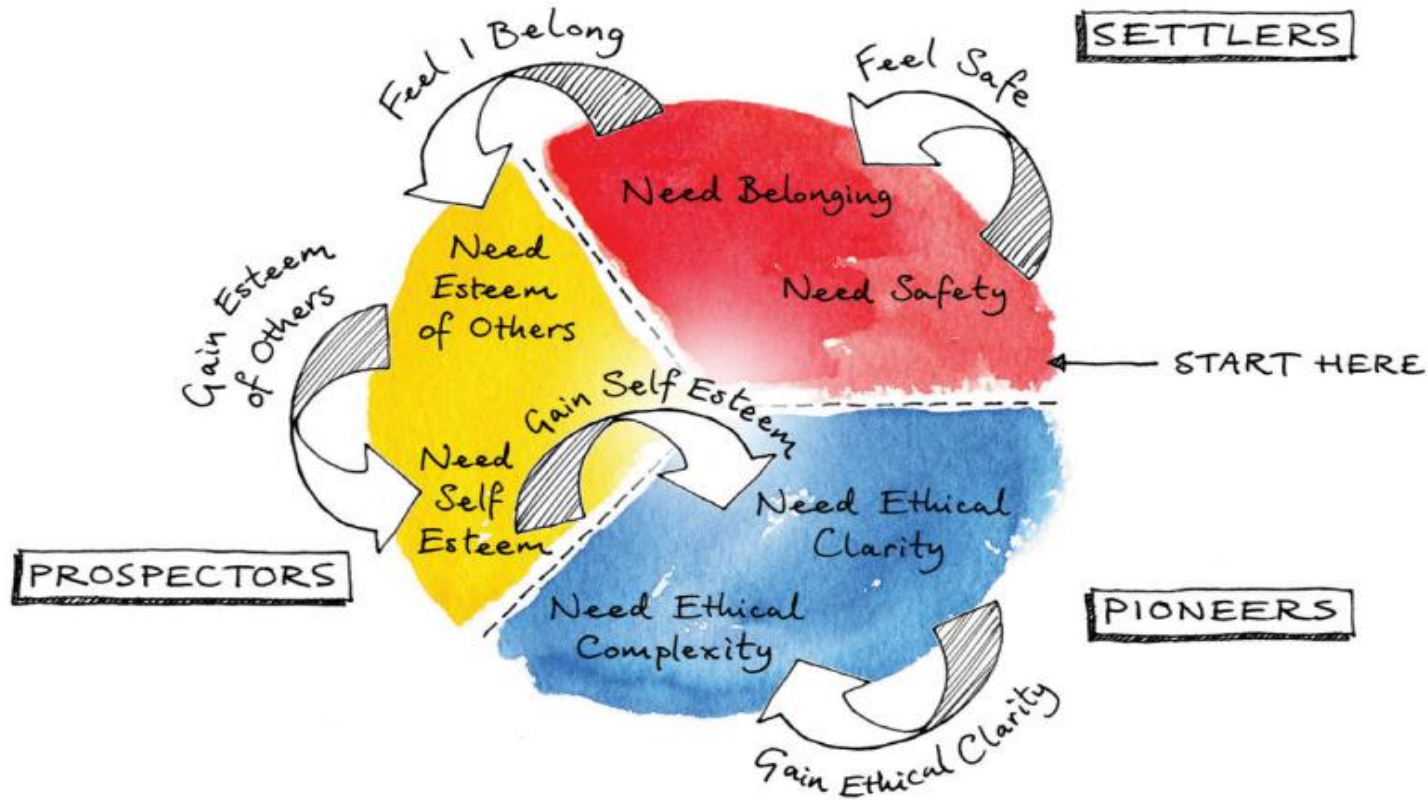 SETTLERS
Feel I Belong
Feel Safe
Need Belonging
Need Safety
START HERE
Need
Esteem
of Others
Gain Esteem
of Others
Gain Self Esteem
Need
Self
Esteem
Need Ethical
Clarity
Need Ethical
Complexity
PROSPECTORS
PIONEERS
Gain Ethical Clarity